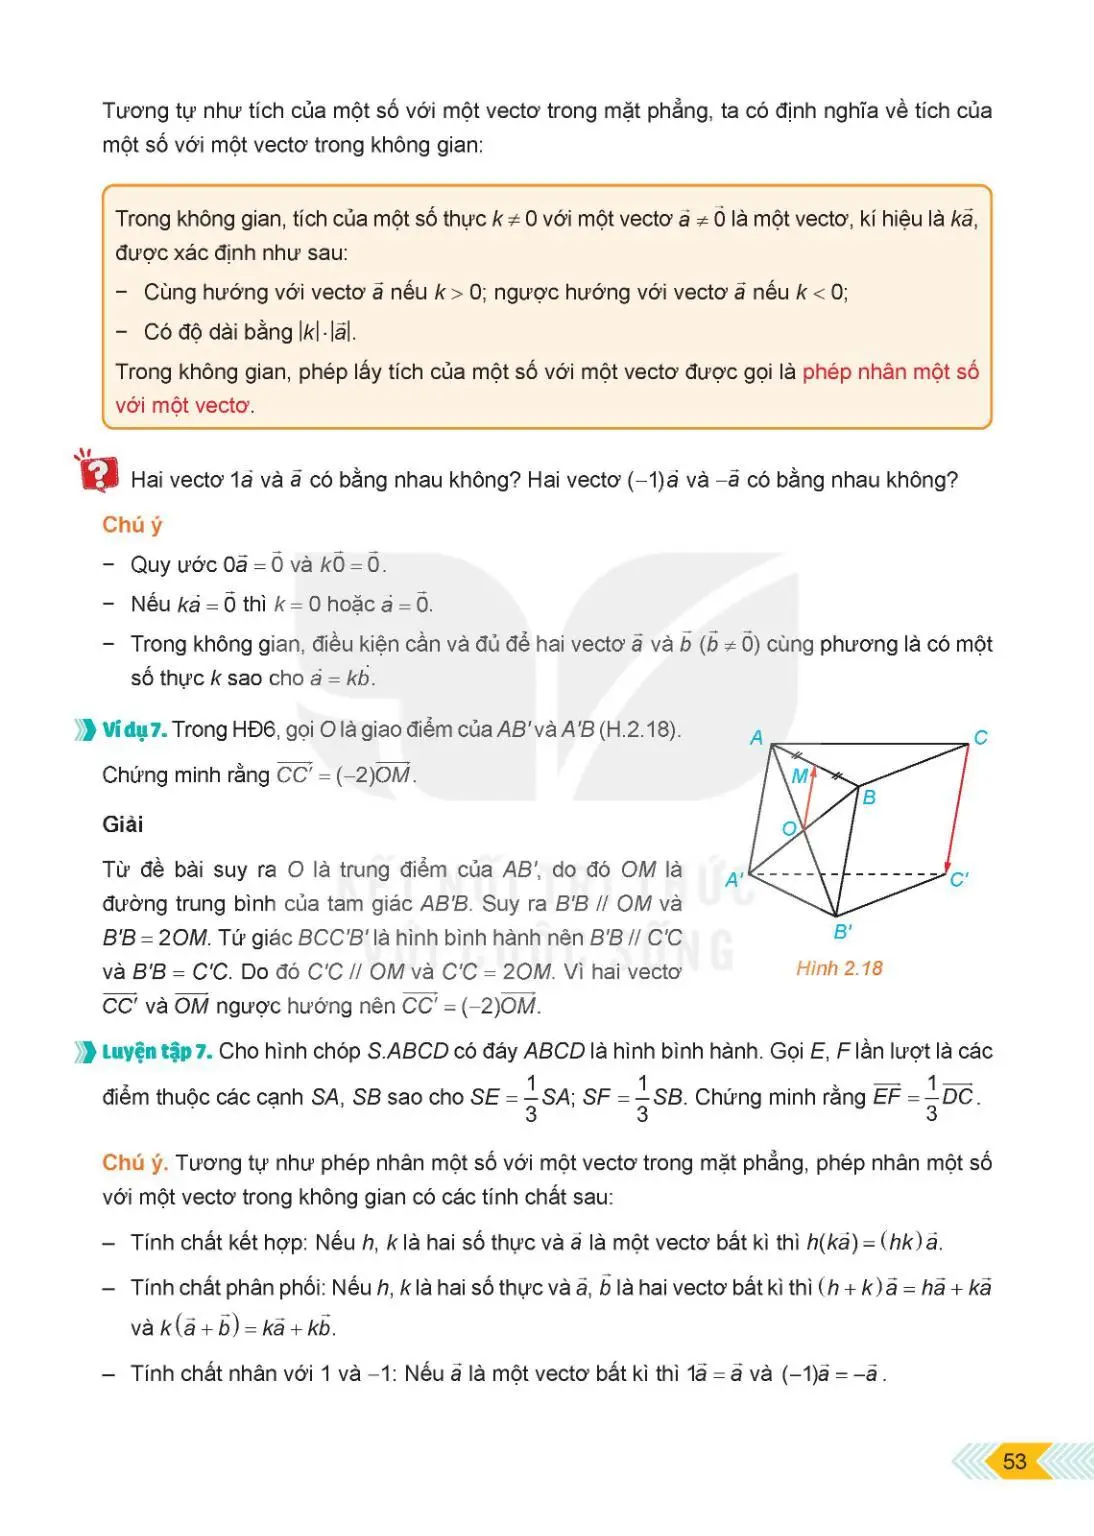 Tương tự như tích của một số với một vectơ trong mặt phẳng, ta có định nghĩa về tích của
một số với một vectơ trong không gian:
Trong không gian, tích của một số thực k ≠ 0 với một vectơ a⃗ ≠ 0⃗ là một vectơ, kí hiệu là ka⃗,
được xác định như sau:
– Cùng hướng với vectơ a⃗ nếu k > 0; ngược hướng với vectơ a⃗ nếu k < 0;
– Có độ dài bằng |k|·|a⃗|.
Trong không gian, phép lấy tích của một số với một vectơ được gọi là phép nhân một số
với một vectơ.
? Hai vectơ 1a⃗ và a⃗ có bằng nhau không? Hai vectơ (−1)a⃗ và −a⃗ có bằng nhau không?
Chú ý
– Quy ước 0a⃗ = 0⃗ và k0⃗ = 0⃗.
– Nếu ka⃗ = 0⃗ thì k = 0 hoặc a⃗ = 0⃗.
– Trong không gian, điều kiện cần và đủ để hai vectơ a⃗ và b⃗ (b⃗ ≠ 0⃗) cùng phương là có một
số thực k sao cho a⃗ = kb⃗.
Ví dụ 7. Trong HĐ6, gọi O là giao điểm của AB' và A'B (H.2.18).
Chứng minh rằng \overrightarrow{CC'} = (−2)\overrightarrow{OM}.
Giải
Từ đề bài suy ra O là trung điểm của AB', do đó OM là
đường trung bình của tam giác AB'B. Suy ra B'B // OM và
B'B = 2OM. Tứ giác BCC'B' là hình bình hành nên B'B // C'C
và B'B = C'C. Do đó C'C // OM và C'C = 2OM. Vì hai vectơ
\overrightarrow{CC'} và \overrightarrow{OM} ngược hướng nên \overrightarrow{CC'} = (−2)\overrightarrow{OM}.
A
C
M
B
O
A'
C'
B'
Hình 2.18
KẾT NỐI TRI THỨC
VỚI CUỘC SỐNG
Luyện tập 7. Cho hình chóp S.ABCD có đáy ABCD là hình bình hành. Gọi E, F lần lượt là các
điểm thuộc các cạnh SA, SB sao cho SE = 1/3 SA; SF = 1/3 SB. Chứng minh rằng \overrightarrow{EF} = 1/3 \overrightarrow{DC}.
Chú ý. Tương tự như phép nhân một số với một vectơ trong mặt phẳng, phép nhân một số
với một vectơ trong không gian có các tính chất sau:
– Tính chất kết hợp: Nếu h, k là hai số thực và a⃗ là một vectơ bất kì thì h(ka⃗) = (hk)a⃗.
– Tính chất phân phối: Nếu h, k là hai số thực và a⃗, b⃗ là hai vectơ bất kì thì (h + k)a⃗ = ha⃗ + ka⃗
và k(a⃗ + b⃗) = ka⃗ + kb⃗.
– Tính chất nhân với 1 và −1: Nếu a⃗ là một vectơ bất kì thì 1a⃗ = a⃗ và (−1)a⃗ = −a⃗.
53